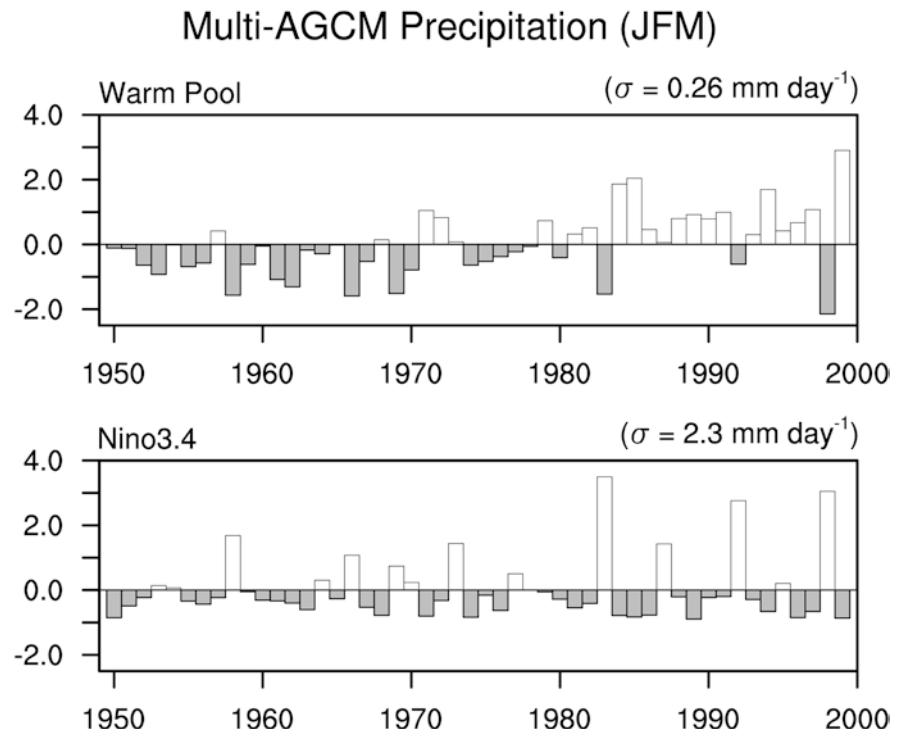 Multi-AGCM Precipitation (JFM)
Warm Pool (σ = 0.26 mm day⁻¹)
4.0
2.0
0.0
-2.0
1950 1960 1970 1980 1990 2000
Nino3.4 (σ = 2.3 mm day⁻¹)
4.0
2.0
0.0
-2.0
1950 1960 1970 1980 1990 2000